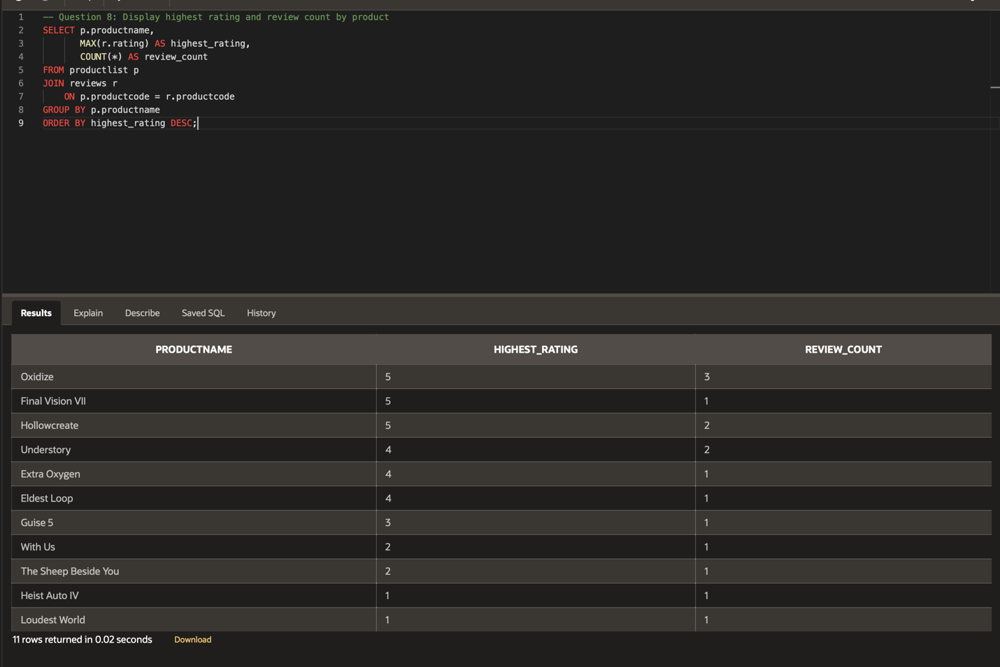 1 -- Question 8: Display highest rating and review count by product
2 SELECT p.productname,
3 MAX(r.rating) AS highest_rating,
4 COUNT(*) AS review_count
5 FROM productlist p
6 JOIN reviews r
7 ON p.productcode = r.productcode
8 GROUP BY p.productname
9 ORDER BY highest_rating DESC;
Results Explain Describe Saved SQL History
PRODUCTNAME HIGHEST_RATING REVIEW_COUNT
Oxidize 5 3
Final Vision VII 5 1
Hollowcreate 5 2
Understory 4 2
Extra Oxygen 4 1
Eldest Loop 4 1
Guise 5 3 1
With Us 2 1
The Sheep Beside You 2 1
Heist Auto IV 1 1
Loudest World 1 1
11 rows returned in 0.02 seconds Download